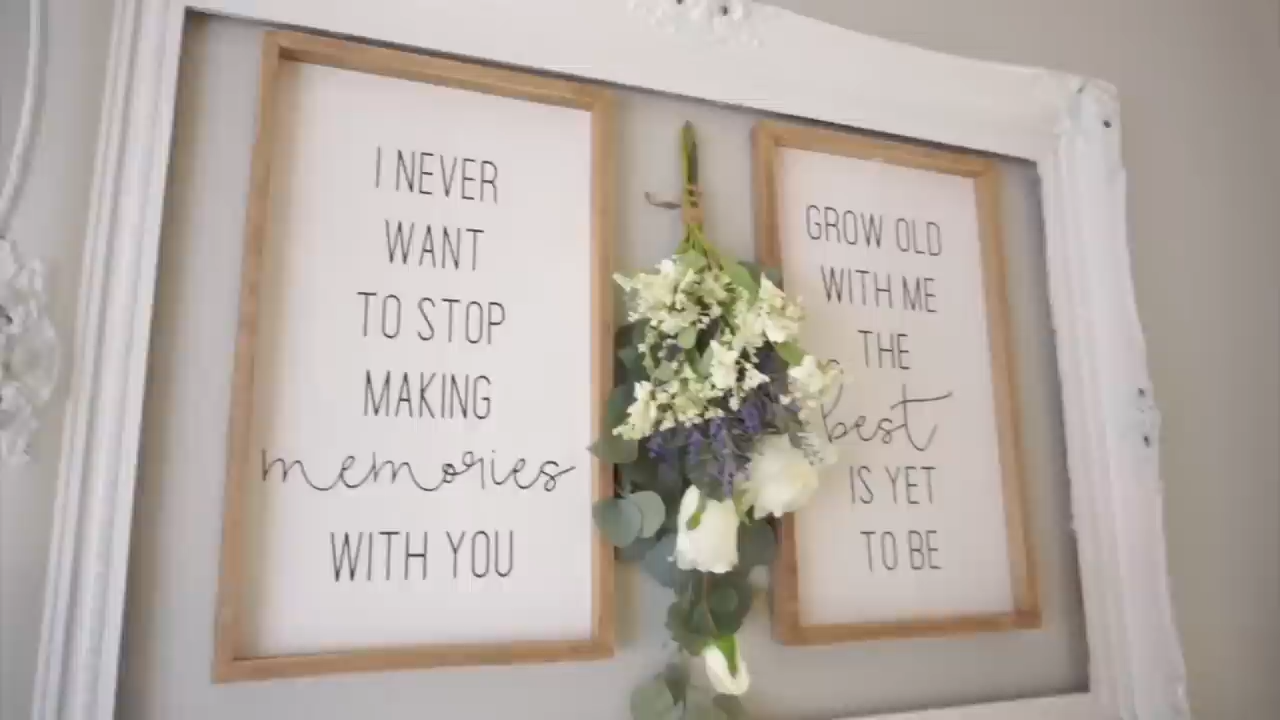 I NEVER
WANT
TO STOP
MAKING
memories
WITH YOU
GROW OLD
WITH ME
THE
best
IS YET
TO BE